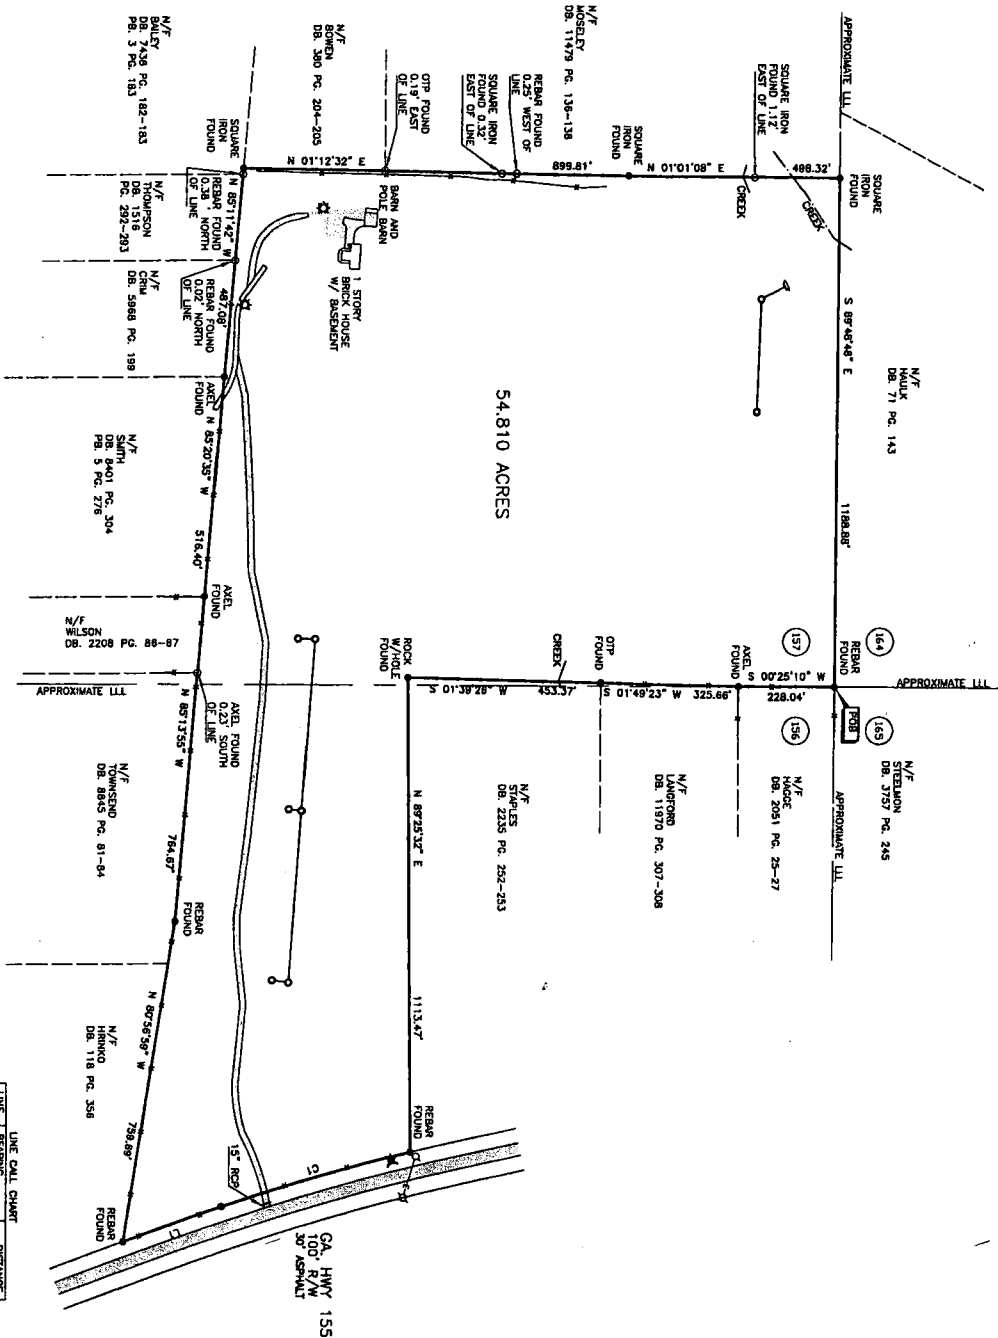 APPROXIMATE LLL
SQUARE
IRON
FOUND
S 89°48'48" E
1188.88'
N/F
HAULK
DB. 71 PG. 143
164
REBAR
FOUND
APPROXIMATE LLL
POB
165
N/F
STEELMON
DB. 3757 PG. 245
APPROXIMATE LLL
SQUARE IRON
FOUND 1.12'
EAST OF LINE
498.32'
N 01°01'08" E
CREEK
CREEK
SQUARE
IRON
FOUND
157
156
S 00°25'10" W
228.04'
AXEL
FOUND
N/F
HAGGE
DB. 2051 PG. 25-27
S 01°49'23" W 325.66'
N/F
LANGFORD
DB. 11970 PG. 307-308
OTP
FOUND
CREEK
S 01°39'28" W 453.37'
N/F
STAPLES
DB. 2235 PG. 252-253
ROCK
W/HOLE
FOUND
N 89°25'32" E
1113.47'
REBAR
FOUND
N/F
MOSELEY
DB. 11479 PG. 136-138
REBAR FOUND
0.25' WEST OF
LINE
SQUARE IRON
FOUND 0.32'
EAST OF LINE
899.81'
54.810 ACRES
OTP FOUND
0.19' EAST
OF LINE
N 01°12'32" E
N/F
BOWEN
DB. 380 PG. 204-205
BARN AND
POLE BARN
1 STORY
BRICK HOUSE
W/ BASEMENT
SQUARE
IRON
FOUND
N/F
BAILEY
DB. 7438 PG. 182-183
PB. 3 PG. 183
N 85°11'42" W
487.08'
REBAR FOUND
0.38' NORTH
OF LINE
REBAR FOUND
0.02' NORTH
OF LINE
N/F
THOMPSON
DB. 1516
PG. 292-293
N/F
CRIM
DB. 5968 PG. 199
AXEL
FOUND
N 85°20'35" W
516.40'
N/F
SMITH
DB. 8401 PG. 304
PB. 5 PG. 276
AXEL
FOUND
N/F
WILSON
DB. 2208 PG. 86-87
APPROXIMATE LLL
AXEL FOUND
0.23' SOUTH
OF LINE
N 85°13'55" W
764.67'
N/F
TOWNSEND
DB. 8845 PG. 81-84
REBAR
FOUND
N 80°56'59" W
759.89'
N/F
HRINKO
DB. 118 PG. 356
REBAR
FOUND
C1
L1
15" RCP
GA. HWY 155
100' R/W
30' ASPHALT
LINE CALL CHART
LINE
BEARING
DISTANCE